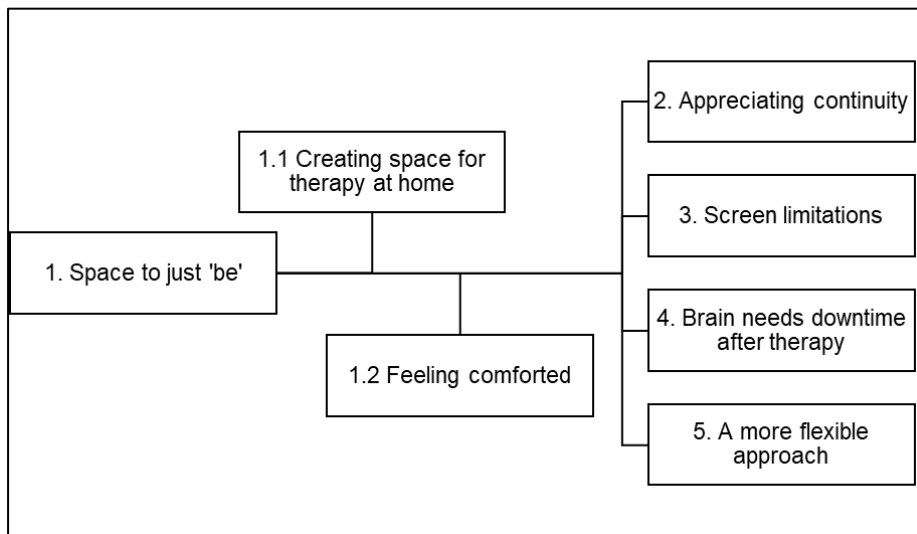 1. Space to just 'be'
1.1 Creating space for
therapy at home
1.2 Feeling comforted
2. Appreciating continuity
3. Screen limitations
4. Brain needs downtime
after therapy
5. A more flexible
approach